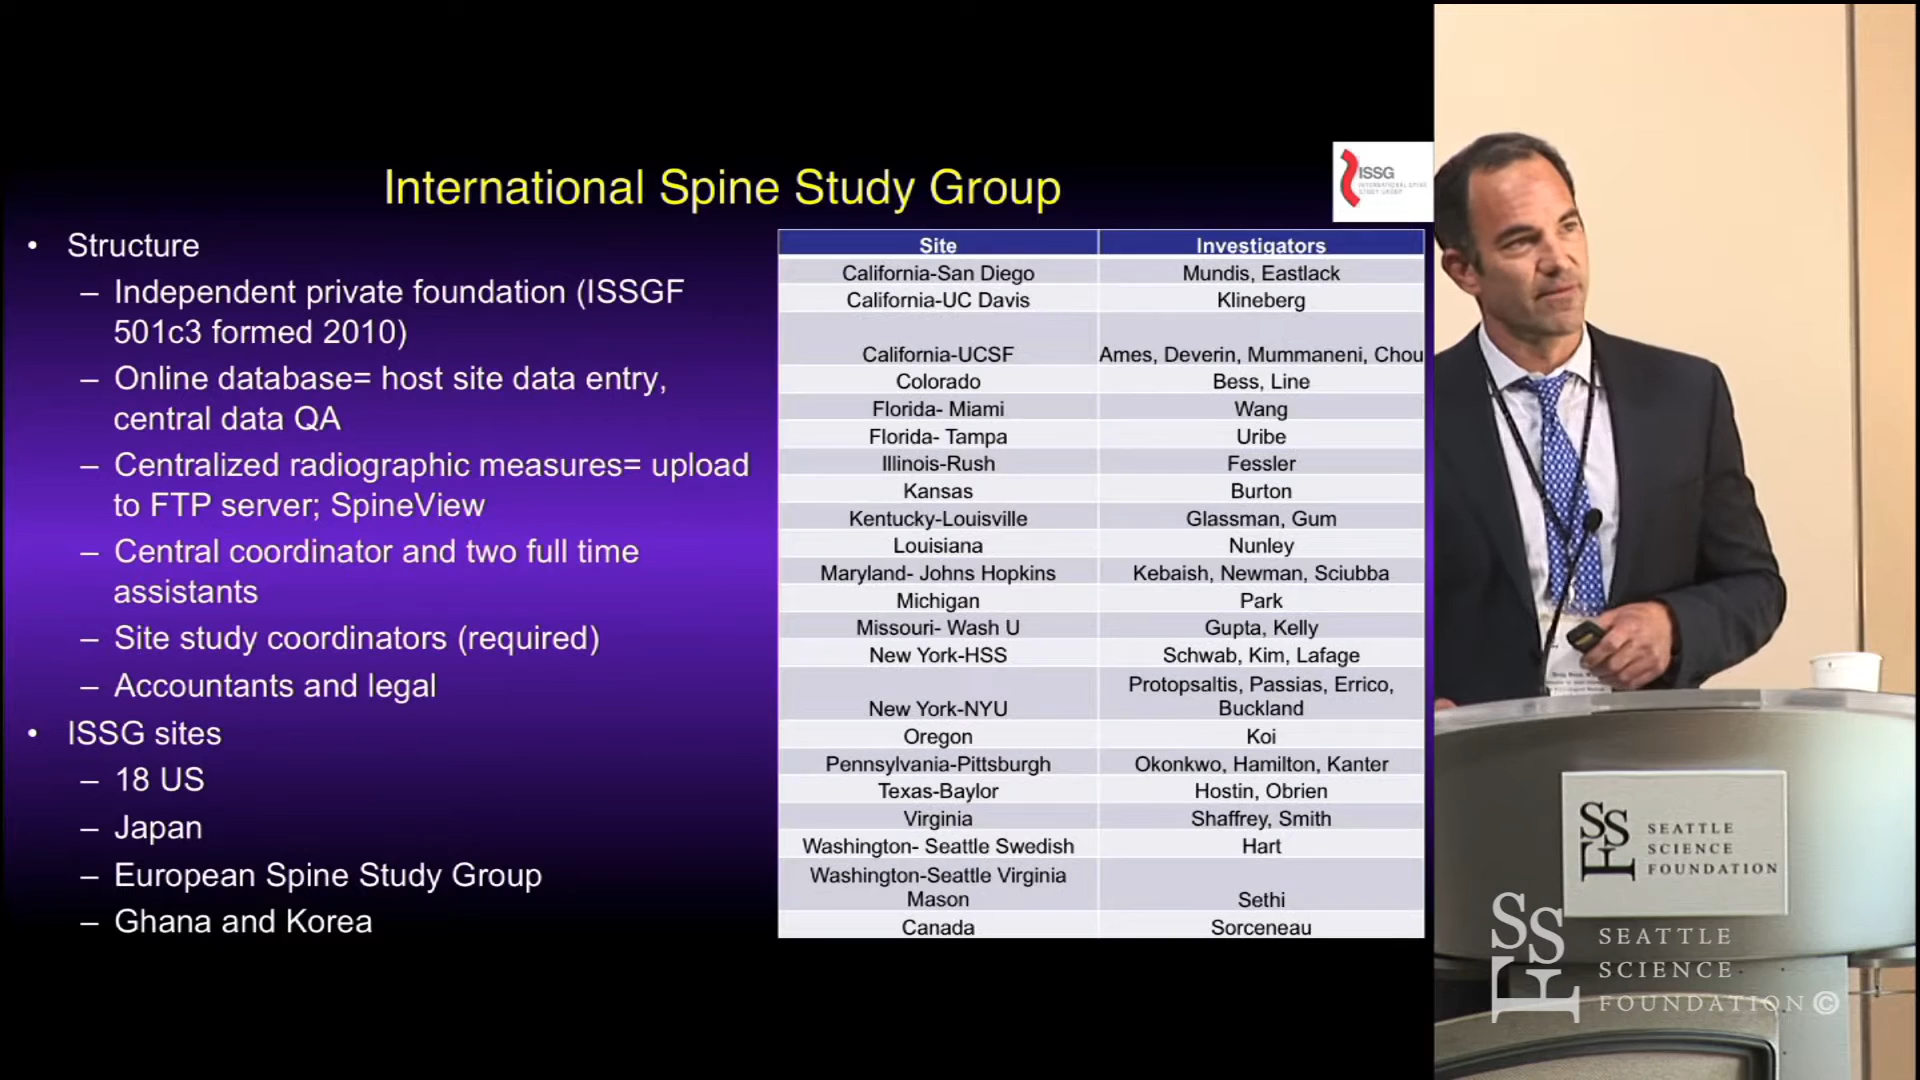 International Spine Study Group
ISSG
INTERNATIONAL SPINE
STUDY GROUP
• Structure
– Independent private foundation (ISSGF
501c3 formed 2010)
– Online database= host site data entry,
central data QA
– Centralized radiographic measures= upload
to FTP server; SpineView
– Central coordinator and two full time
assistants
– Site study coordinators (required)
– Accountants and legal
• ISSG sites
– 18 US
– Japan
– European Spine Study Group
– Ghana and Korea
Site Investigators
California-San Diego Mundis, Eastlack
California-UC Davis Klineberg
California-UCSF Ames, Deverin, Mummaneni, Chou
Colorado Bess, Line
Florida- Miami Wang
Florida- Tampa Uribe
Illinois-Rush Fessler
Kansas Burton
Kentucky-Louisville Glassman, Gum
Louisiana Nunley
Maryland- Johns Hopkins Kebaish, Newman, Sciubba
Michigan Park
Missouri- Wash U Gupta, Kelly
New York-HSS Schwab, Kim, Lafage
New York-NYU Protopsaltis, Passias, Errico,
Buckland
Oregon Koi
Pennsylvania-Pittsburgh Okonkwo, Hamilton, Kanter
Texas-Baylor Hostin, Obrien
Virginia Shaffrey, Smith
Washington- Seattle Swedish Hart
Washington-Seattle Virginia
Mason Sethi
Canada Sorceneau
SSF
SEATTLE
SCIENCE
FOUNDATION
SSF
SEATTLE
SCIENCE
FOUNDATION ©